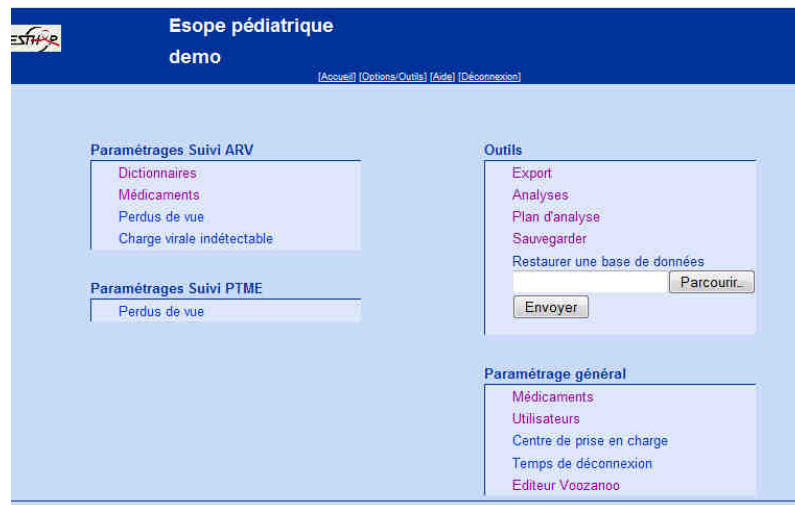 ESTHER
Esope pédiatrique
demo
[Accueil] [Options/Outils] [Aide] [Déconnexion]
Paramétrages Suivi ARV
Dictionnaires
Médicaments
Perdus de vue
Charge virale indétectable
Paramétrages Suivi PTME
Perdus de vue
Outils
Export
Analyses
Plan d'analyse
Sauvegarder
Restaurer une base de données
Parcourir...
Envoyer
Paramétrage général
Médicaments
Utilisateurs
Centre de prise en charge
Temps de déconnexion
Editeur Voozanoo